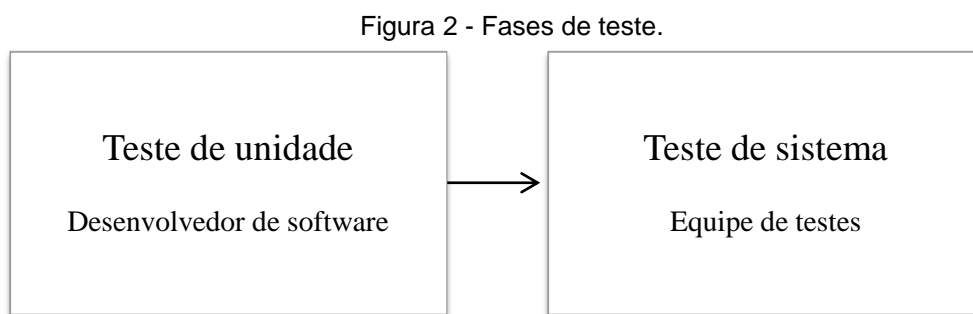 Figura 2 - Fases de teste.
Teste de unidade
Desenvolvedor de software
Teste de sistema
Equipe de testes